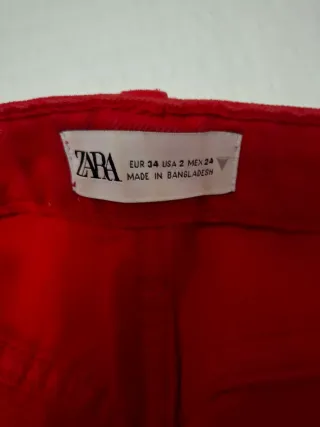 ZARA
EUR 34 USA 2 MEX 24
MADE IN BANGLADESH